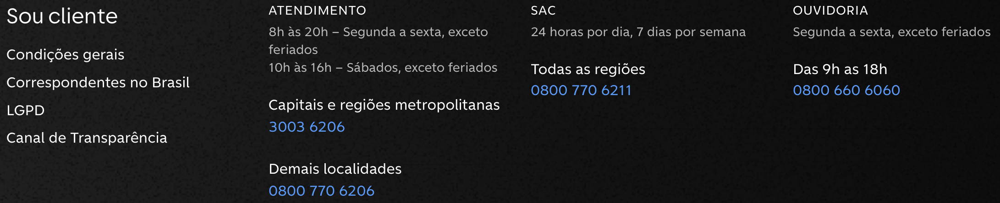 Sou cliente
Condições gerais
Correspondentes no Brasil
LGPD
Canal de Transparência
ATENDIMENTO
8h às 20h – Segunda a sexta, exceto
feriados
10h às 16h – Sábados, exceto feriados
Capitais e regiões metropolitanas
3003 6206
Demais localidades
0800 770 6206
SAC
24 horas por dia, 7 dias por semana
Todas as regiões
0800 770 6211
OUVIDORIA
Segunda a sexta, exceto feriados
Das 9h as 18h
0800 660 6060